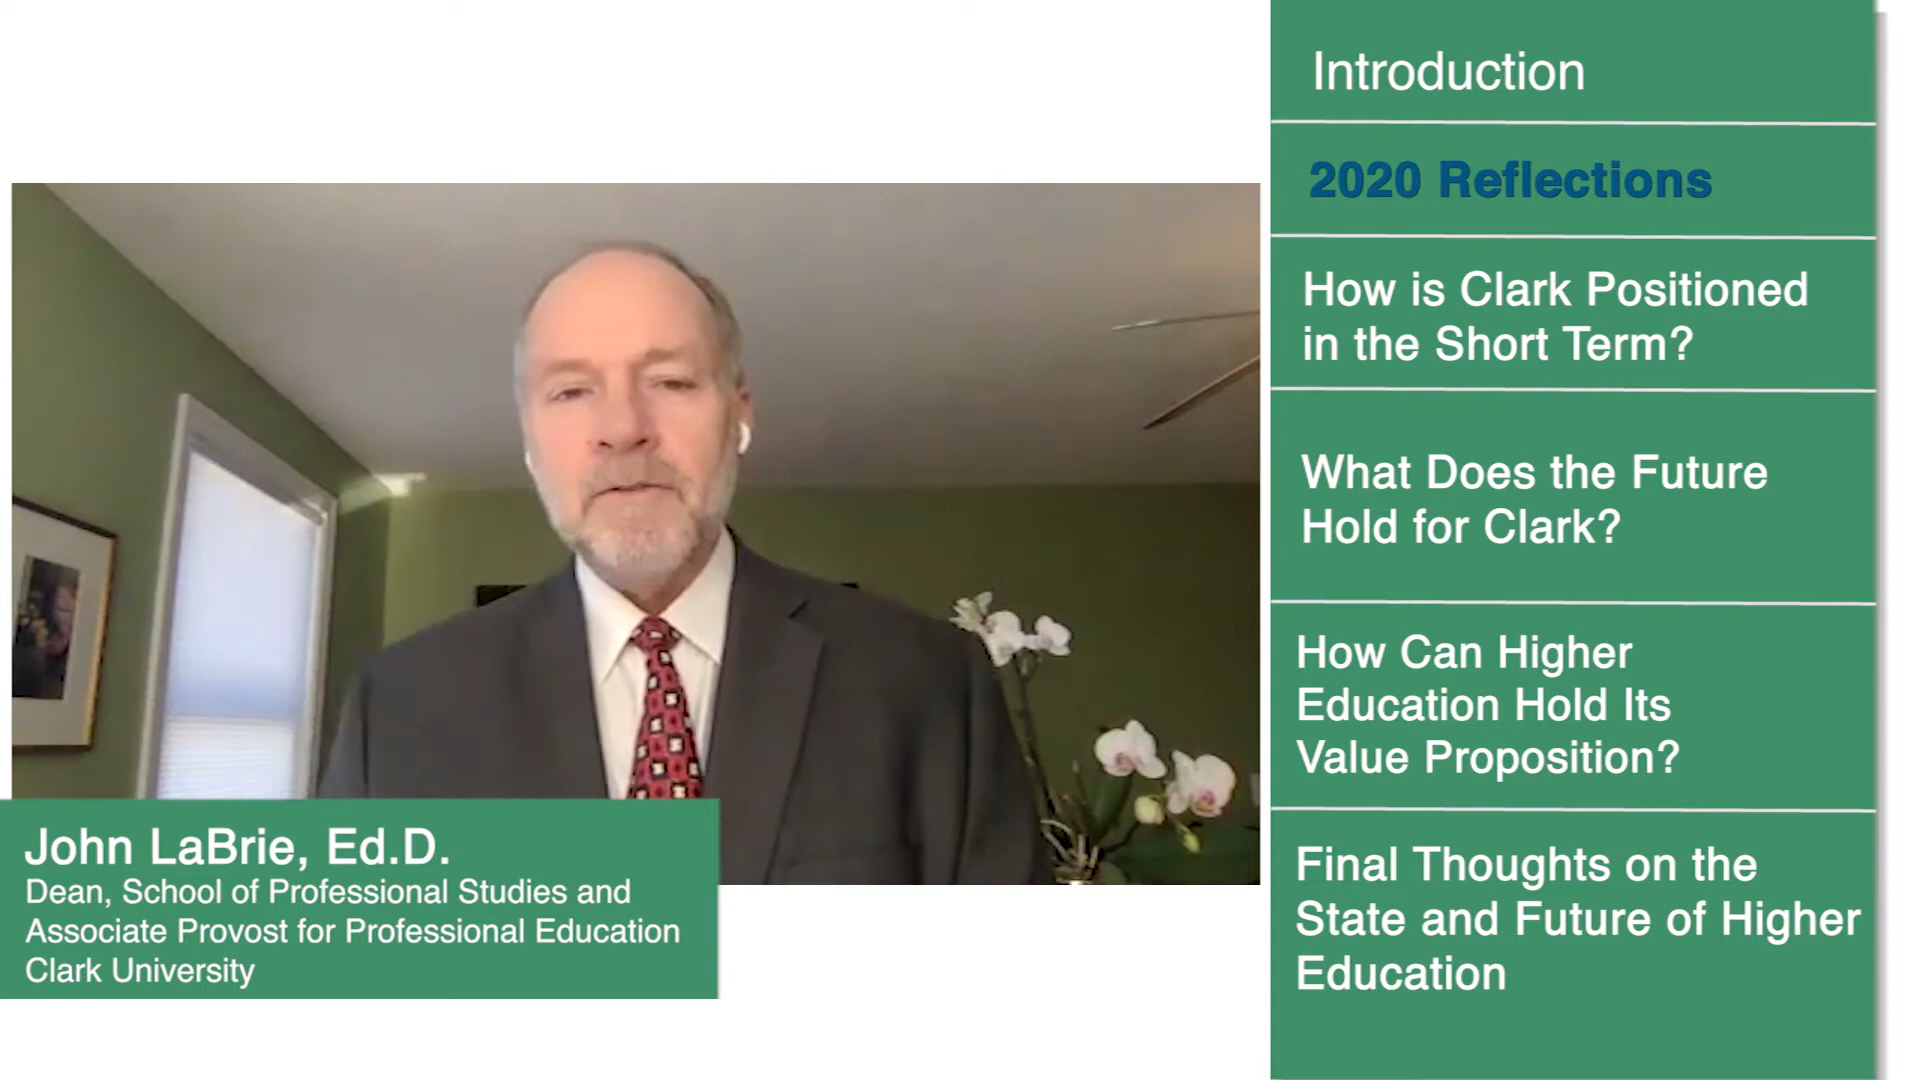 Introduction
2020 Reflections
How is Clark Positioned
in the Short Term?
What Does the Future
Hold for Clark?
How Can Higher
Education Hold Its
Value Proposition?
Final Thoughts on the
State and Future of Higher
Education
John LaBrie, Ed.D.
Dean, School of Professional Studies and
Associate Provost for Professional Education
Clark University